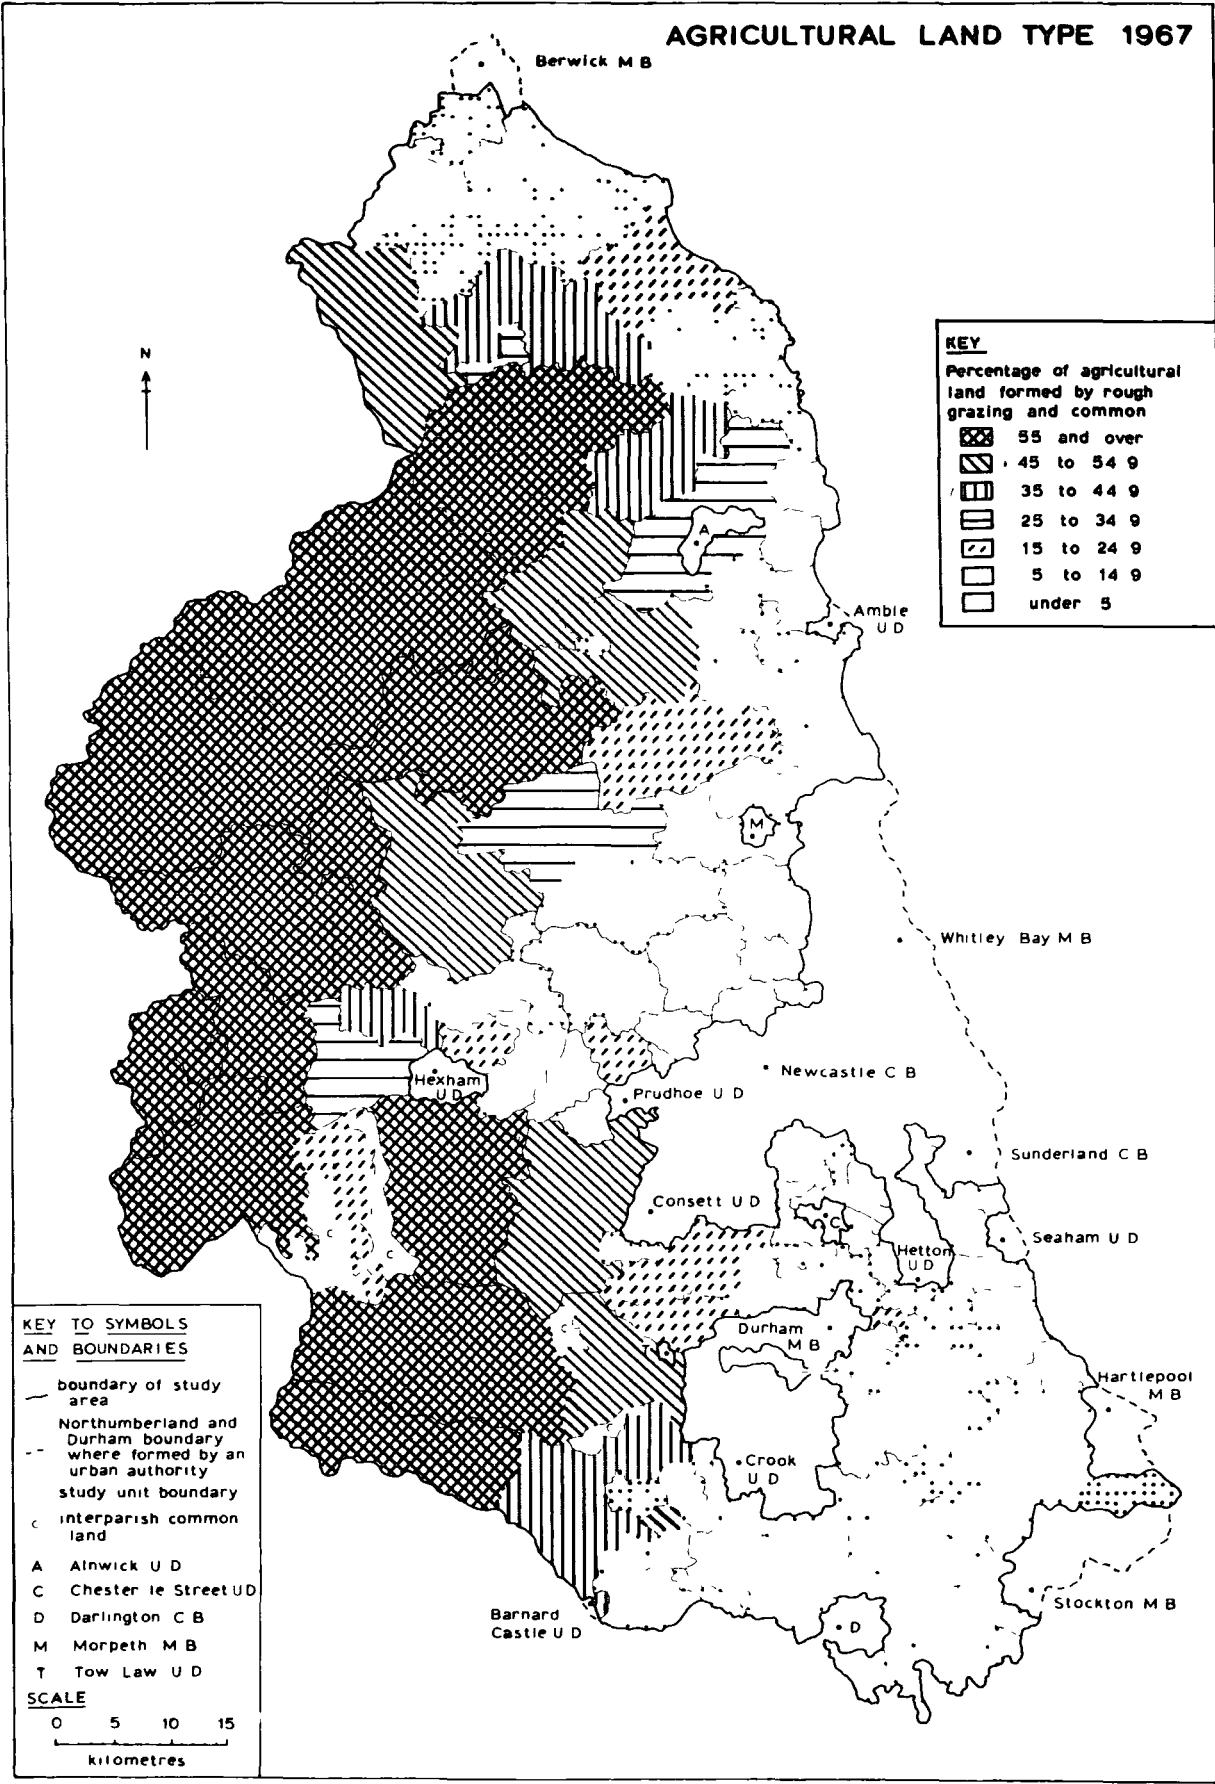 AGRICULTURAL LAND TYPE 1967
Berwick M B
N
KEY
Percentage of agricultural
land formed by rough
grazing and common
55 and over
45 to 54 9
35 to 44 9
25 to 34 9
15 to 24 9
5 to 14 9
under 5
A
Amble
U D
M
Whitley Bay M B
Newcastle C B
Hexham
U D
Prudhoe U D
Sunderland C B
Consett U D
C
Seaham U D
Hetton
U D
c
c
c
Durham
M B
T
Hartlepool
M B
c
Crook
U D
Stockton M B
Barnard
Castle U D
D
KEY TO SYMBOLS
AND BOUNDARIES
boundary of study
area
Northumberland and
Durham boundary
where formed by an
urban authority
study unit boundary
c interparish common
land
A Alnwick U D
C Chester le Street U D
D Darlington C B
M Morpeth M B
T Tow Law U D
SCALE
0 5 10 15
kilometres